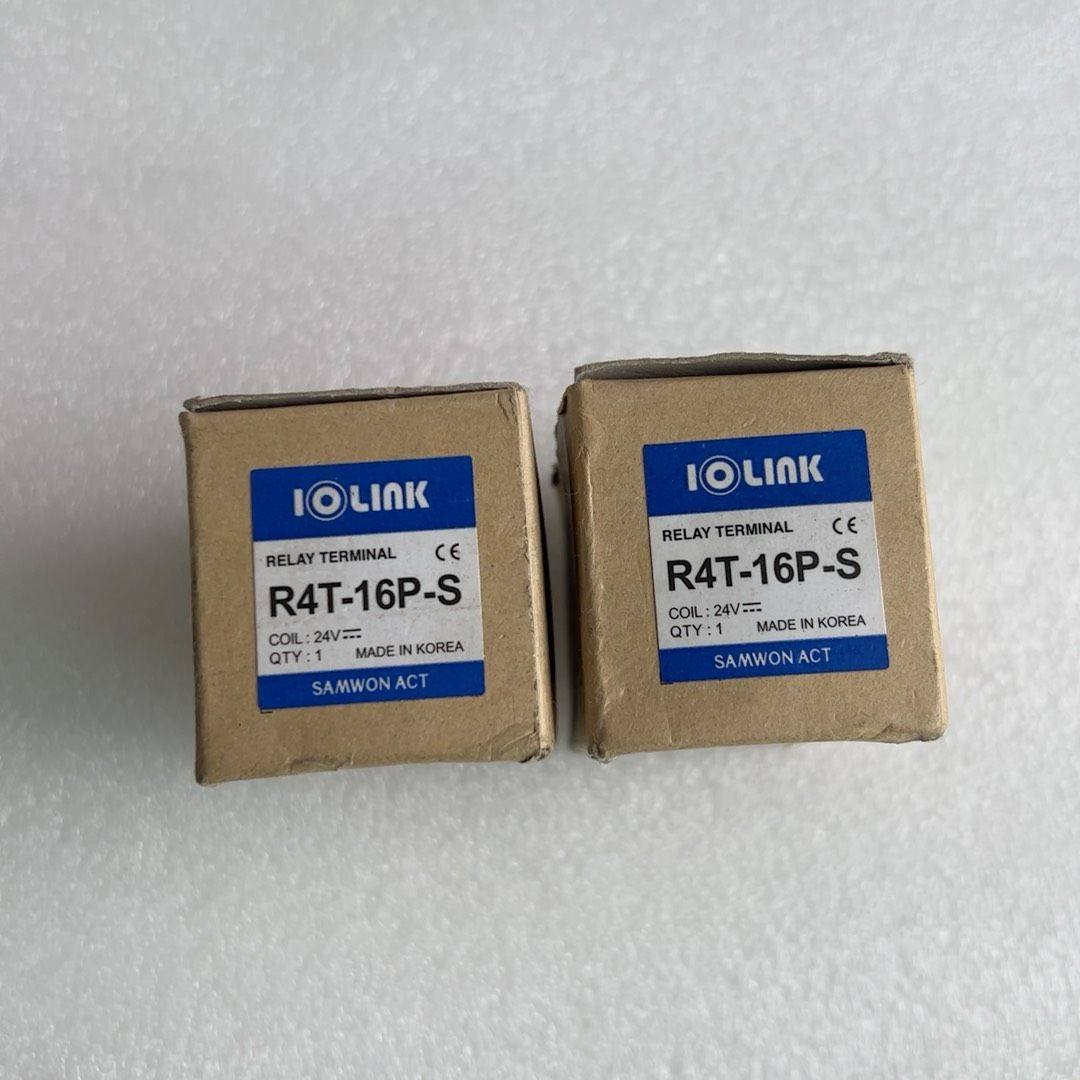 IOLINK
RELAY TERMINAL CE
R4T-16P-S
COIL : 24V⎓
QTY : 1 MADE IN KOREA
SAMWON ACT
IOLINK
RELAY TERMINAL CE
R4T-16P-S
COIL : 24V⎓
QTY : 1 MADE IN KOREA
SAMWON ACT